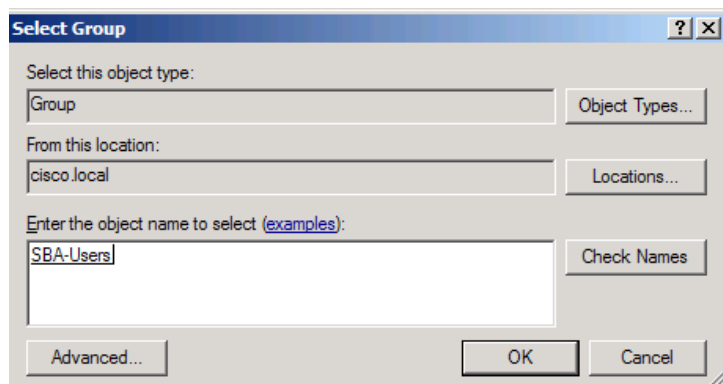 Select Group
? X
Select this object type:
Group
Object Types...
From this location:
cisco.local
Locations...
Enter the object name to select (examples):
SBA-Users
Check Names
Advanced...
OK
Cancel